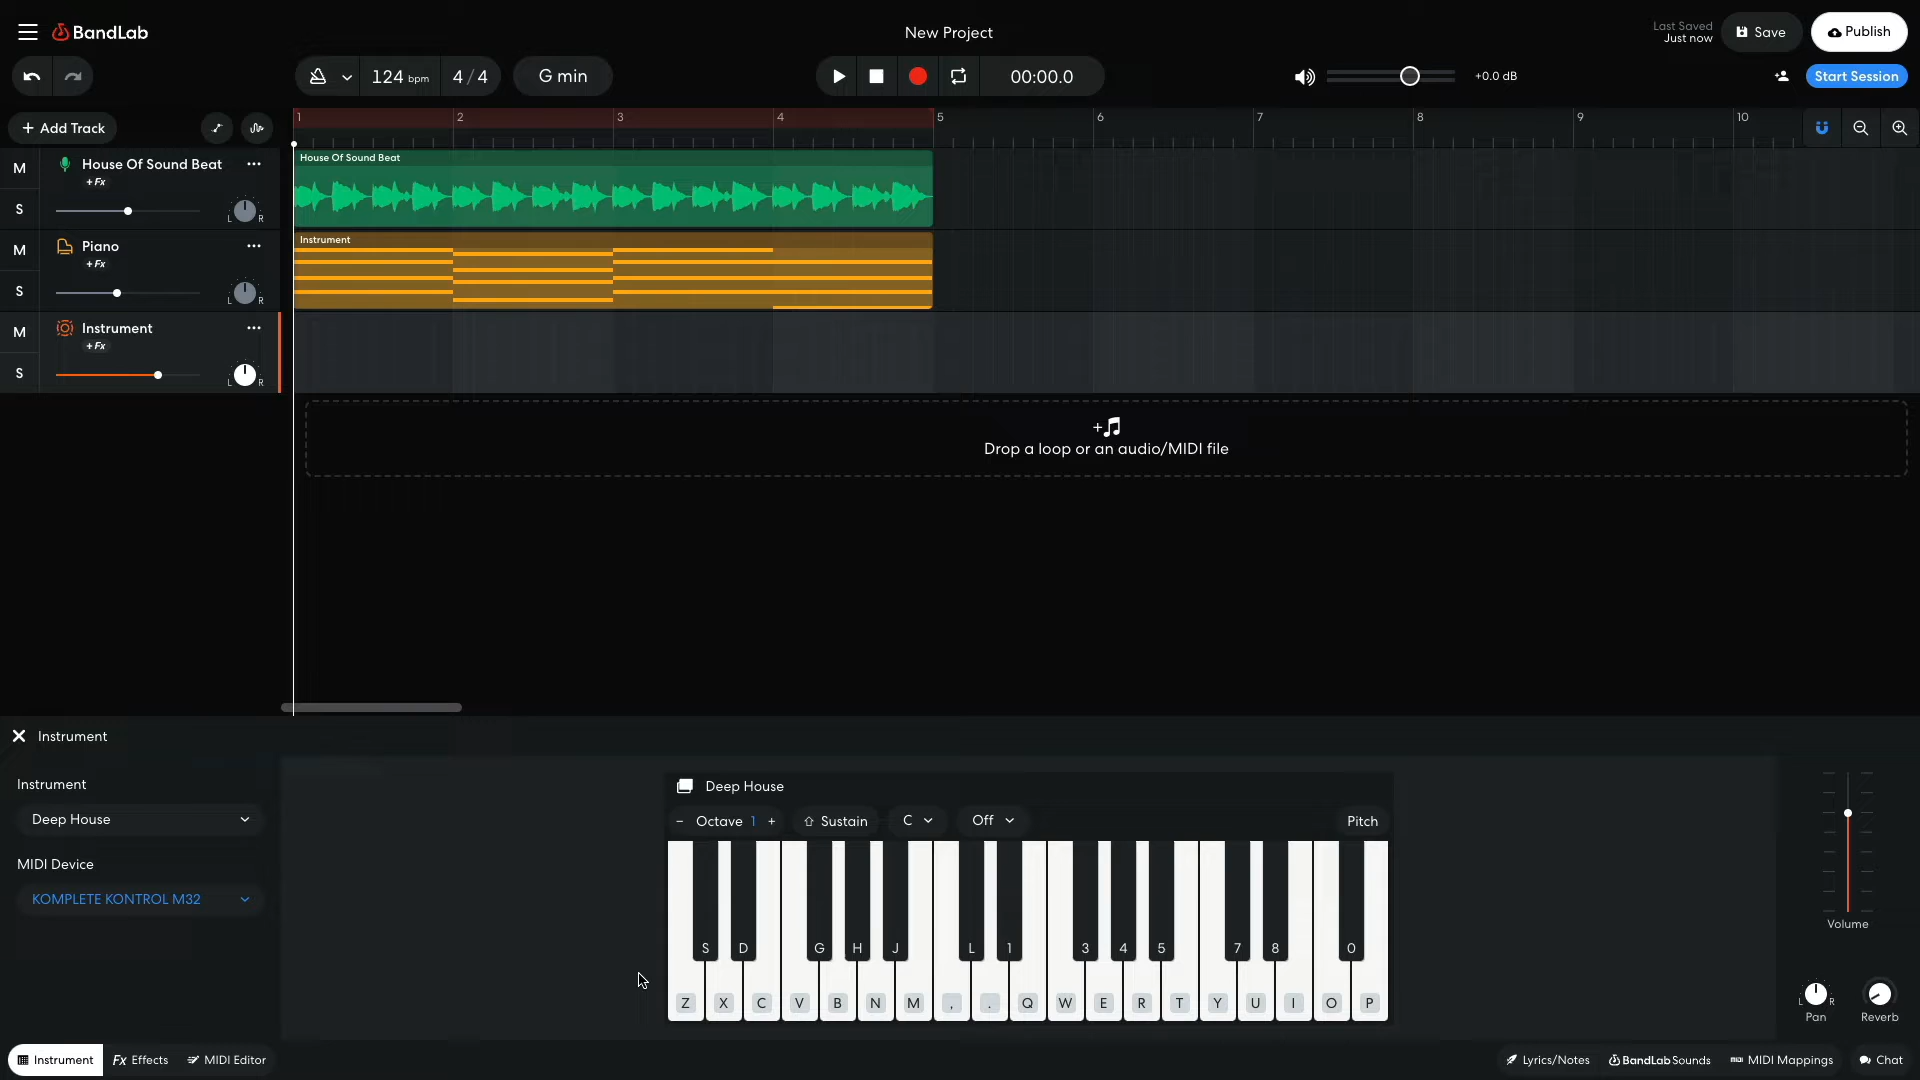 BandLab
New Project
Last Saved
Just now
Save
Publish
124 bpm
4 / 4
G min
00:00.0
+0.0 dB
Start Session
+ Add Track
1 2 3 4 5 6 7 8 9 10
M
House Of Sound Beat
+Fx
S
L R
House Of Sound Beat
M
Piano
+Fx
S
L R
Instrument
M
Instrument
+Fx
S
L R
Drop a loop or an audio/MIDI file
Instrument
Instrument
Deep House
MIDI Device
KOMPLETE KONTROL M32
Deep House
− Octave 1 +
Sustain
C
Off
Pitch
S D G H J L 1 3 4 5 7 8 0
Z X C V B N M , . Q W E R T Y U I O P
Volume
L R
Pan
Reverb
Instrument
Fx Effects
MIDI Editor
Lyrics/Notes
BandLab Sounds
MIDI Mappings
Chat